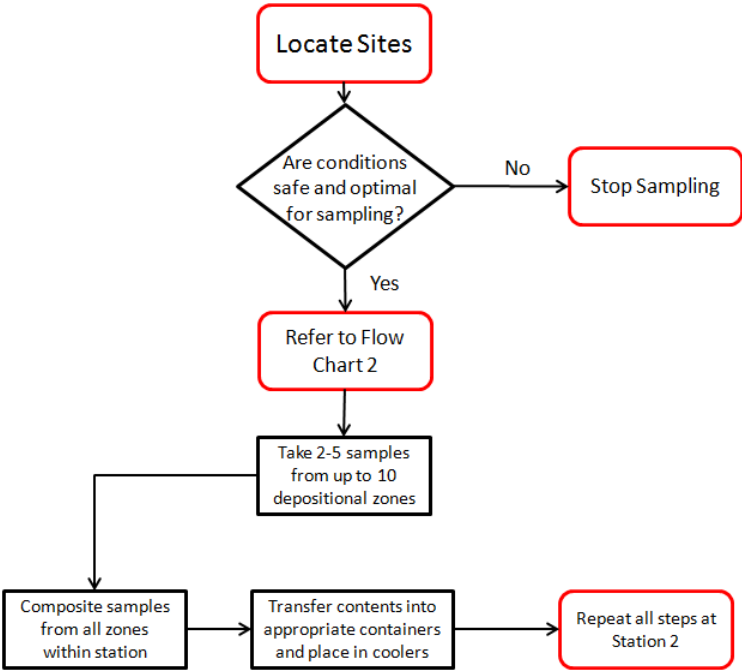 Locate Sites
Are conditions
safe and optimal
for sampling?
No
Stop Sampling
Yes
Refer to Flow
Chart 2
Take 2-5 samples
from up to 10
depositional zones
Composite samples
from all zones
within station
Transfer contents into
appropriate containers
and place in coolers
Repeat all steps at
Station 2